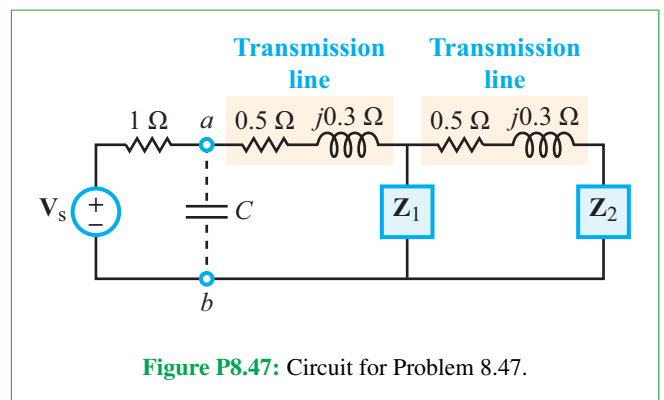 Transmission line
Transmission line
1 Ω
a
0.5 Ω
j0.3 Ω
0.5 Ω
j0.3 Ω
Vs
+
−
C
Z1
Z2
b
Figure P8.47: Circuit for Problem 8.47.